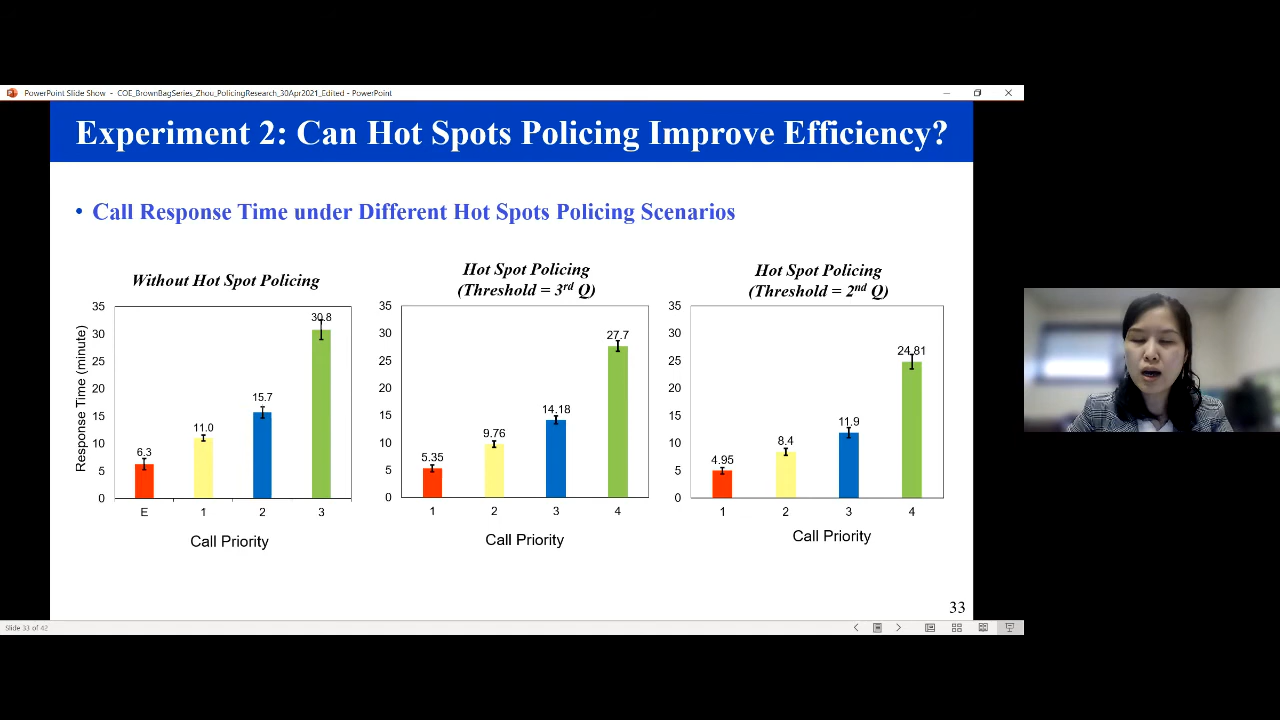 PowerPoint Slide Show - COE_BrownBagSeries_Zhou_PolicingResearch_30Apr2021_Edited - PowerPoint
Experiment 2: Can Hot Spots Policing Improve Efficiency?
• Call Response Time under Different Hot Spots Policing Scenarios
Without Hot Spot Policing
Response Time (minute)
35
30
25
20
15
10
5
0
6.3
11.0
15.7
30.8
E 1 2 3
Call Priority
Hot Spot Policing
(Threshold = 3rd Q)
35
30
25
20
15
10
5
0
5.35
9.76
14.18
27.7
1 2 3 4
Call Priority
Hot Spot Policing
(Threshold = 2nd Q)
35
30
25
20
15
10
5
0
4.95
8.4
11.9
24.81
1 2 3 4
Call Priority
33
Slide 33 of 42